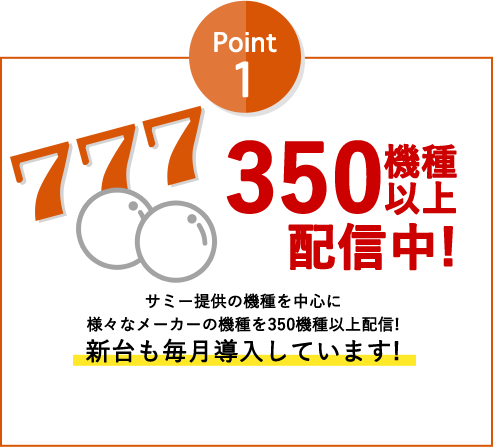 Point
1
777
350機種
以上
配信中!
サミー提供の機種を中心に
様々なメーカーの機種を350機種以上配信!
新台も毎月導入しています!